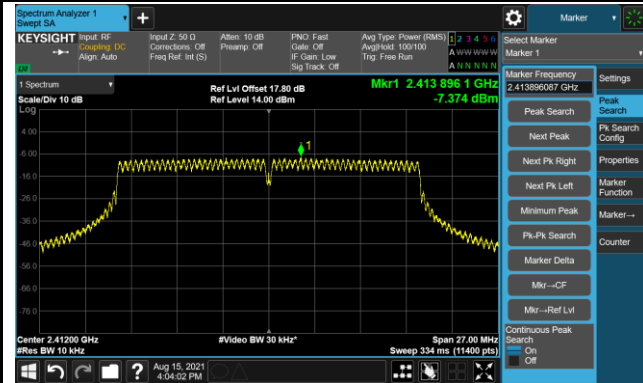 Spectrum Analyzer 1
Swept SA
+
Marker
KEYSIGHT
Input: RF
Coupling: DC
Align: Auto
Input Z: 50 Ω
Corrections: Off
Freq Ref: Int (S)
Atten: 10 dB
Preamp: Off
PNO: Fast
Gate: Off
IF Gain: Low
Sig Track: Off
Avg Type: Power (RMS)
Avg|Hold: 100/100
Trig: Free Run
1 2 3 4 5 6
A W W W W W
A N N N N N
Select Marker
Marker 1
1 Spectrum
Scale/Div 10 dB
Ref Lvl Offset 17.80 dB
Ref Level 14.00 dBm
Mkr1 2.413 896 1 GHz
-7.374 dBm
Log
4.00
-6.00
-16.0
-26.0
-36.0
-46.0
-56.0
-66.0
-76.0
1
Center 2.41200 GHz
#Res BW 10 kHz
#Video BW 30 kHz*
Span 27.00 MHz
Sweep 334 ms (11400 pts)
Marker Frequency
2.413896087 GHz
Peak Search
Next Peak
Next Pk Right
Next Pk Left
Minimum Peak
Pk-Pk Search
Marker Delta
Mkr→CF
Mkr→Ref Lvl
Continuous Peak Search
On
Off
Settings
Peak Search
Pk Search Config
Properties
Marker Function
Marker→
Counter
?
Aug 15, 2021
4:04:02 PM